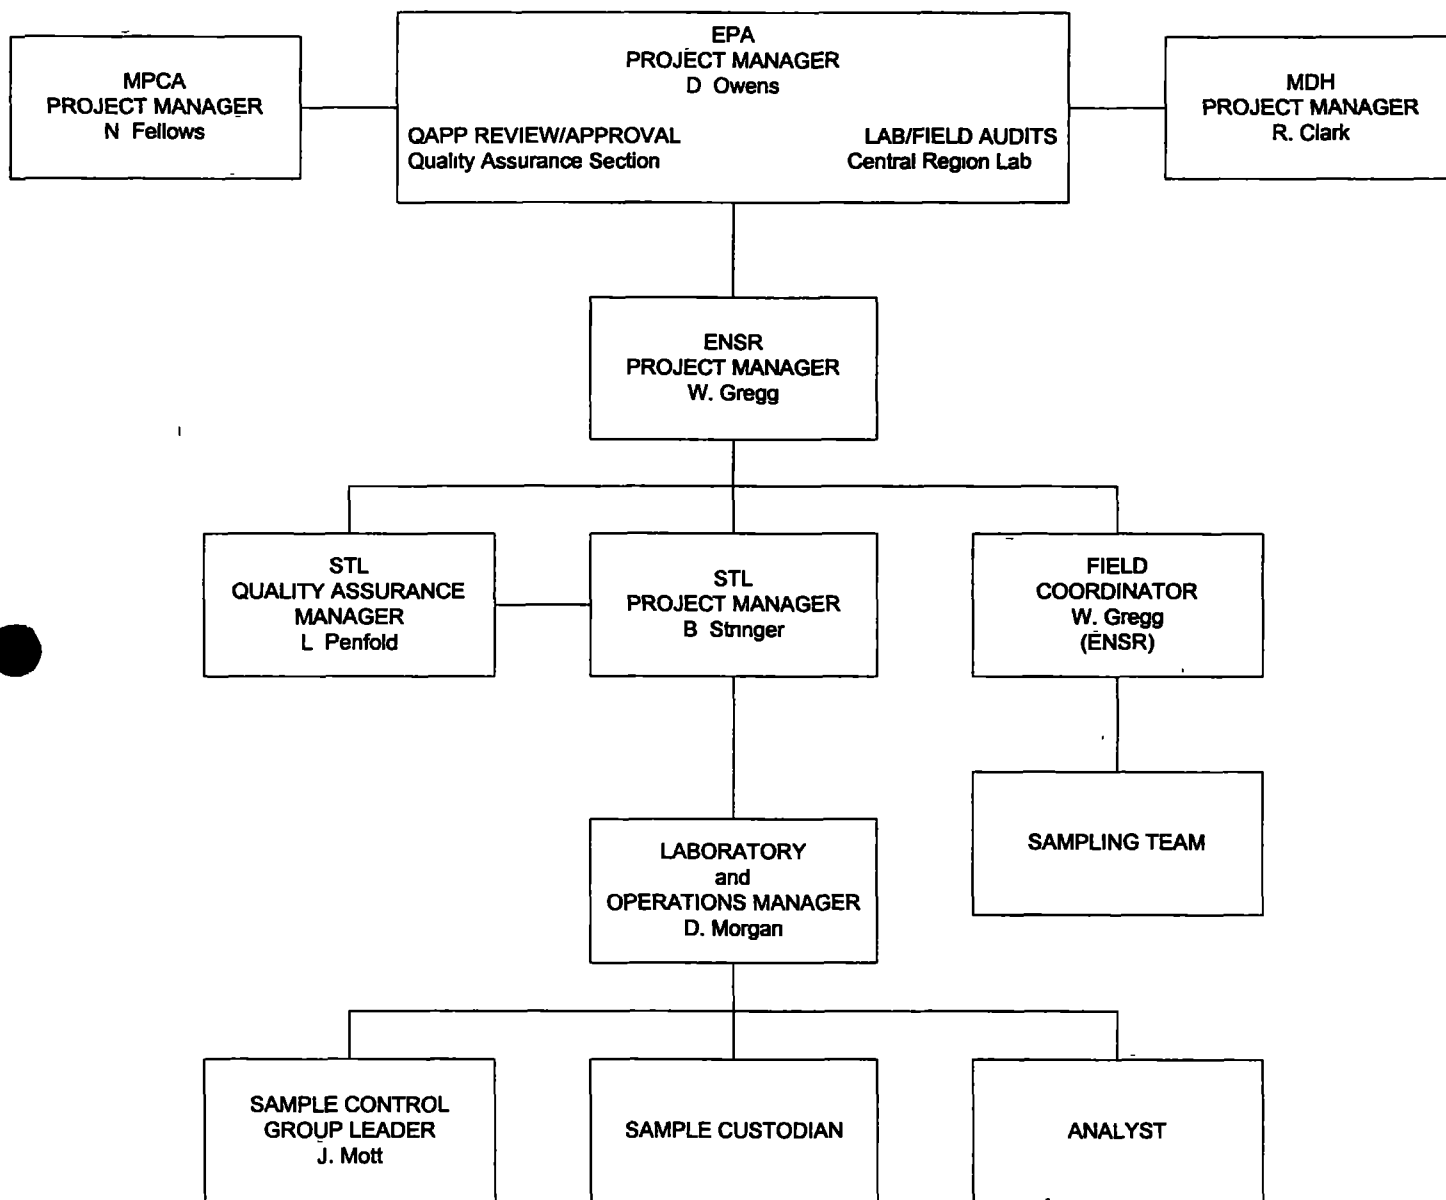 EPA
PROJECT MANAGER
D Owens
QAPP REVIEW/APPROVAL
Quality Assurance Section
LAB/FIELD AUDITS
Central Region Lab
MPCA
PROJECT MANAGER
N Fellows
MDH
PROJECT MANAGER
R. Clark
ENSR
PROJECT MANAGER
W. Gregg
STL
QUALITY ASSURANCE
MANAGER
L Penfold
STL
PROJECT MANAGER
B Stringer
FIELD
COORDINATOR
W. Gregg
(ENSR)
LABORATORY
and
OPERATIONS MANAGER
D. Morgan
SAMPLING TEAM
SAMPLE CONTROL
GROUP LEADER
J. Mott
SAMPLE CUSTODIAN
ANALYST